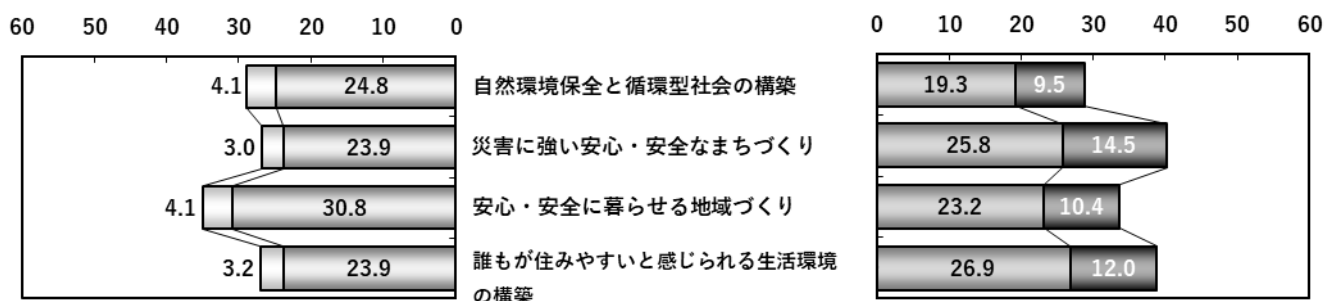 60 50 40 30 20 10 0 0 10 20 30 40 50 60
4.1 24.8 自然環境保全と循環型社会の構築 19.3 9.5
3.0 23.9 災害に強い安心・安全なまちづくり 25.8 14.5
4.1 30.8 安心・安全に暮らせる地域づくり 23.2 10.4
3.2 23.9 誰もが住みやすいと感じられる生活環境 26.9 12.0
の構築